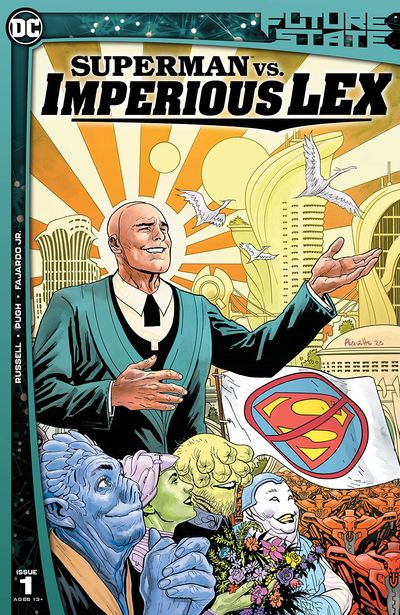 DC
FUTURE
STATE
SUPERMAN VS.
IMPERIOUS LEX
RUSSELL • PUGH • FAJARDO JR.
S
ISSUE
1
AGES 13+